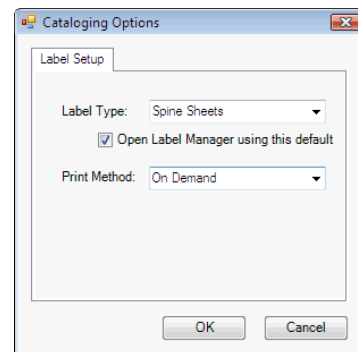 Cataloging Options
Label Setup
Label Type: Spine Sheets
Open Label Manager using this default
Print Method: On Demand
OK Cancel